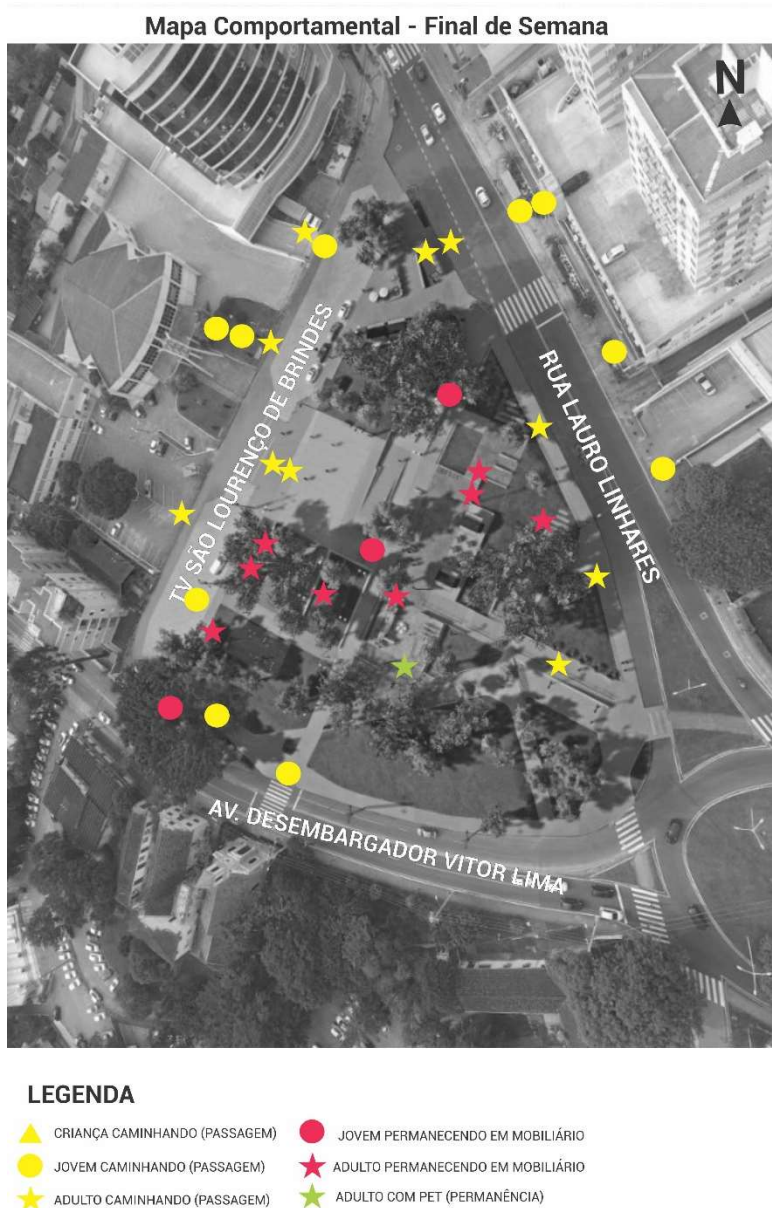 Mapa Comportamental - Final de Semana
N
TV SÃO LOURENÇO DE BRINDES
RUA LAURO LINHARES
AV. DESEMBARGADOR VITOR LIMA
LEGENDA
CRIANÇA CAMINHANDO (PASSAGEM)
JOVEM PERMANECENDO EM MOBILIÁRIO
JOVEM CAMINHANDO (PASSAGEM)
ADULTO PERMANECENDO EM MOBILIÁRIO
ADULTO CAMINHANDO (PASSAGEM)
ADULTO COM PET (PERMANÊNCIA)